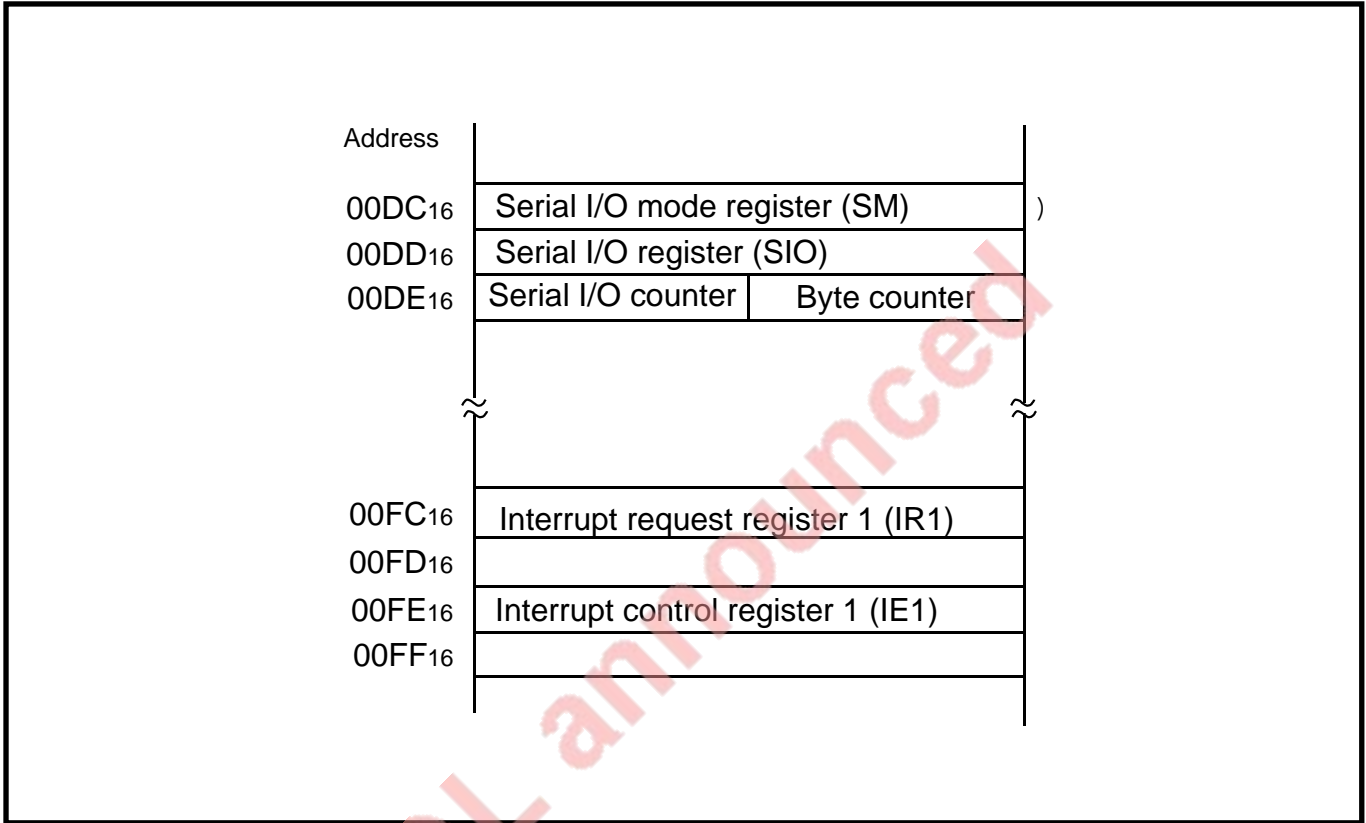 Address
00DC16 Serial I/O mode register (SM) )
00DD16 Serial I/O register (SIO)
00DE16 Serial I/O counter Byte counter
≈ ≈
00FC16 Interrupt request register 1 (IR1)
00FD16
00FE16 Interrupt control register 1 (IE1)
00FF16
L announced